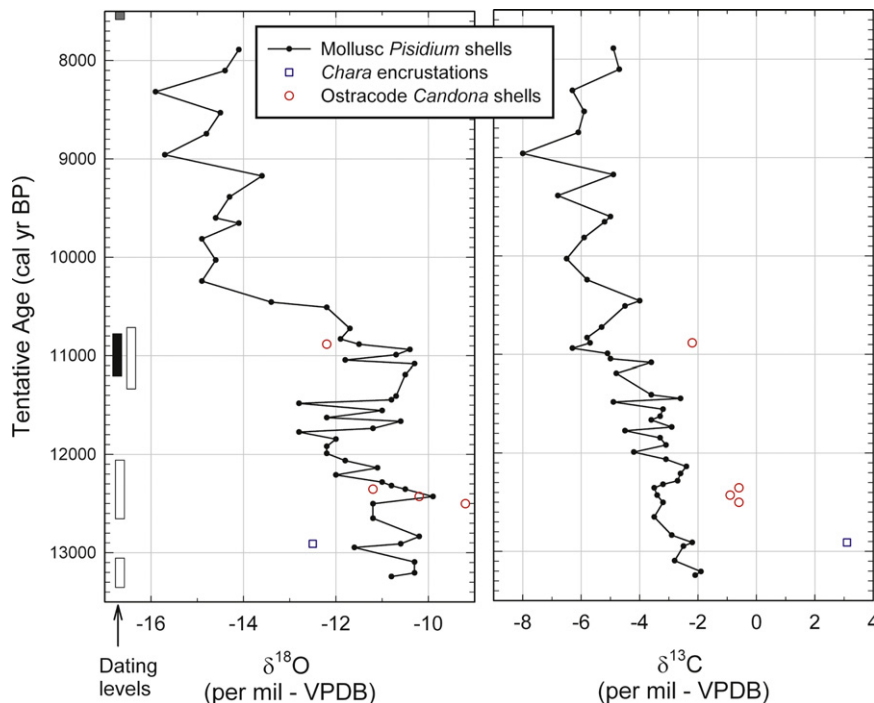 Mollusc Pisidium shells
Chara encrustations
Ostracode Candona shells
Tentative Age (cal yr BP)
8000
9000
10000
11000
12000
13000
-16 -14 -12 -10
-8 -6 -4 -2 0 2 4
Dating
levels
δ18O
(per mil - VPDB)
δ13C
(per mil - VPDB)